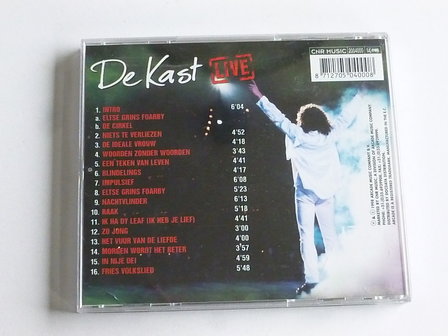 De Kast LIVE
CNR MUSIC 2004000
8 712705 040008
1. INTRO 6'04
a. ELTSE GRINS FOARBY
b. DE CIRKEL
2. NIETS TE VERLIEZEN 4'52
3. DE IDEALE VROUW 4'18
4. WOORDEN ZONDER WOORDEN 3'43
5. EEN TEKEN VAN LEVEN 4'41
6. BLINDELINGS 4'16
7. IMPULSIEF 6'08
8. ELTSE GRINS FOARBY 5'23
9. NACHTVLINDER 6'13
10. RAAK 5'18
11. IK HA DT LEAF (IK HEB JE LIEF) 4'41
12. ZO JONG 3'00
13. HET VUUR VAN DE LIEFDE 4'00
14. MORGEN WORDT HET BETER 3'57
15. IN NIJE DEI 4'59
16. FRIES VOLKSLIED 5'48